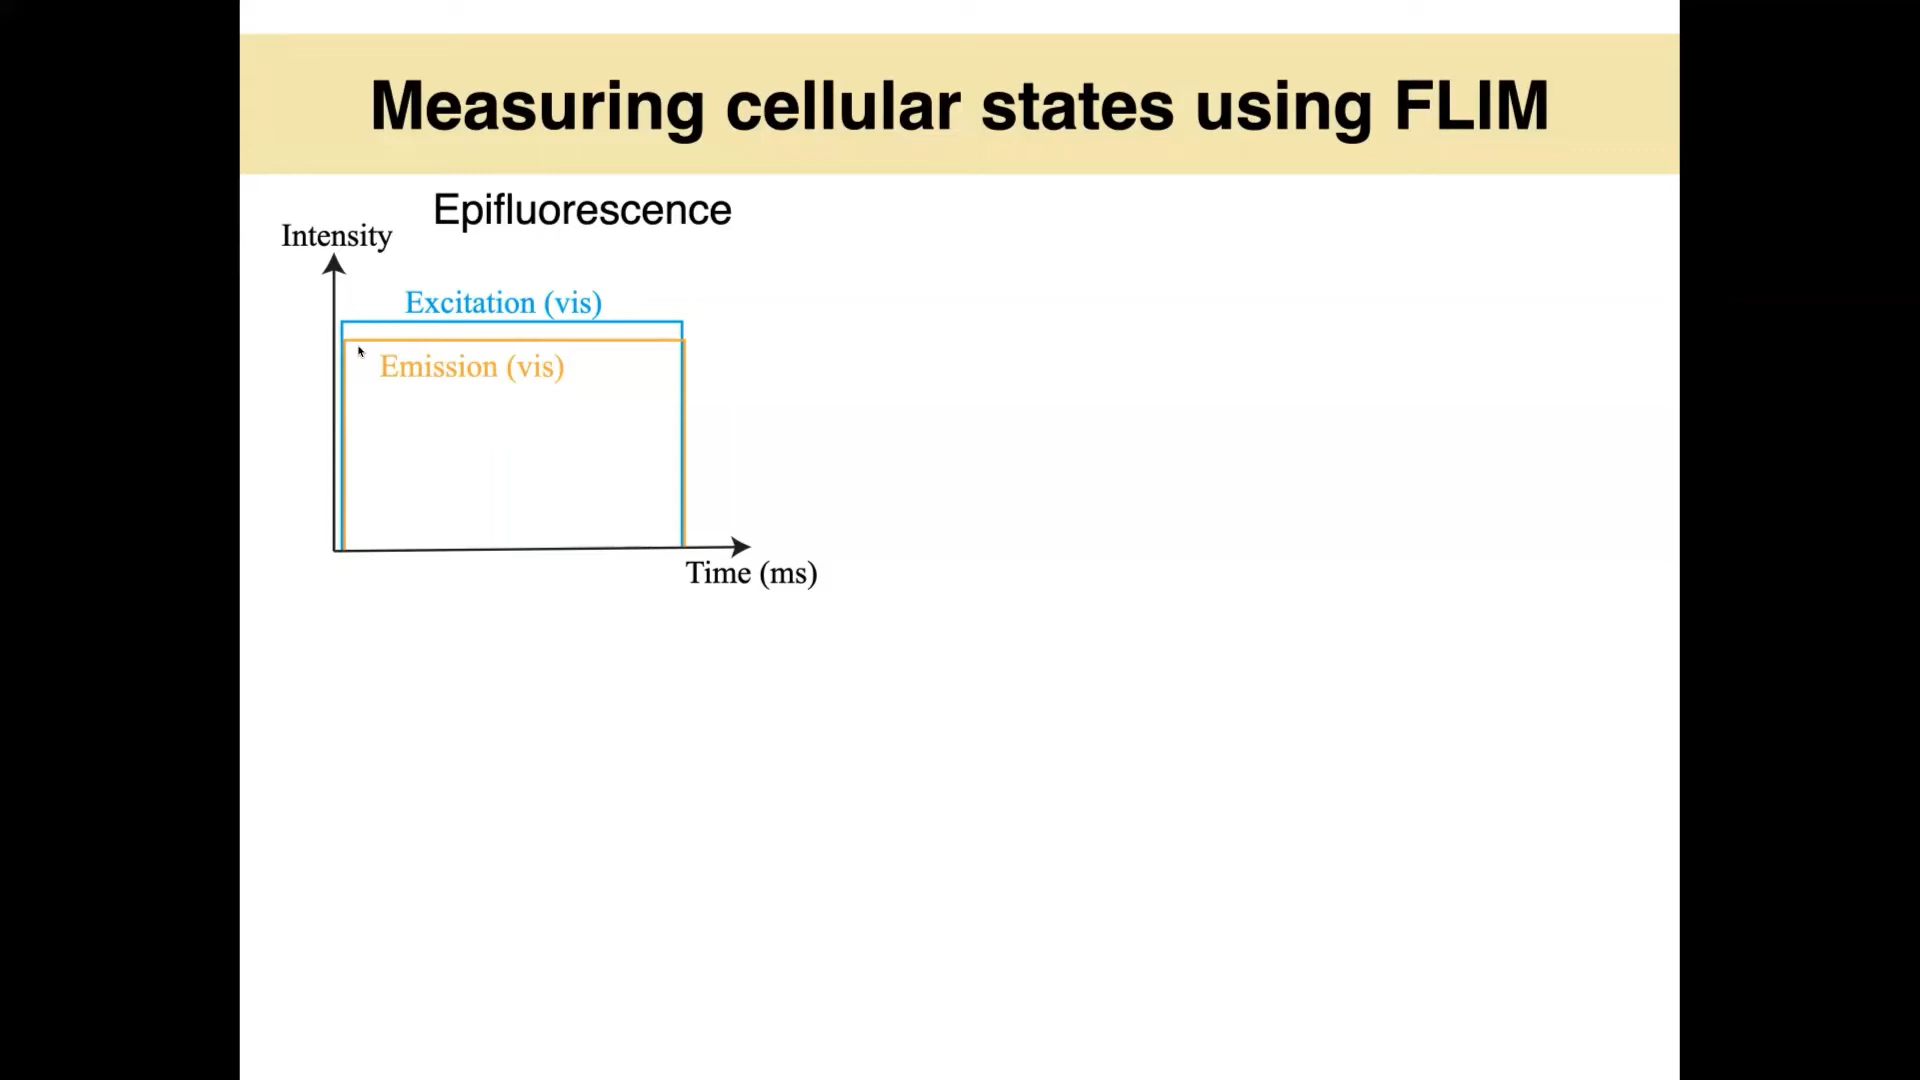 Measuring cellular states using FLIM
Epifluorescence
Intensity
Excitation (vis)
Emission (vis)
Time (ms)